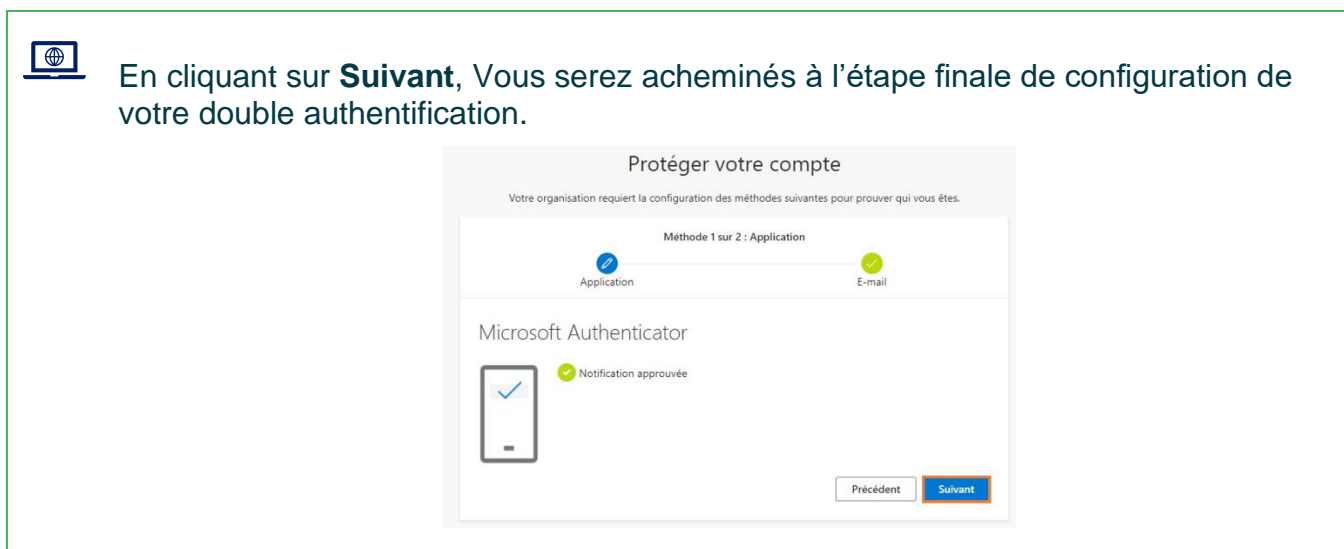 En cliquant sur Suivant, Vous serez acheminés à l’étape finale de configuration de
votre double authentification.
Protéger votre compte
Votre organisation requiert la configuration des méthodes suivantes pour prouver qui vous êtes.
Méthode 1 sur 2 : Application
Application
E-mail
Microsoft Authenticator
Notification approuvée
Précédent
Suivant